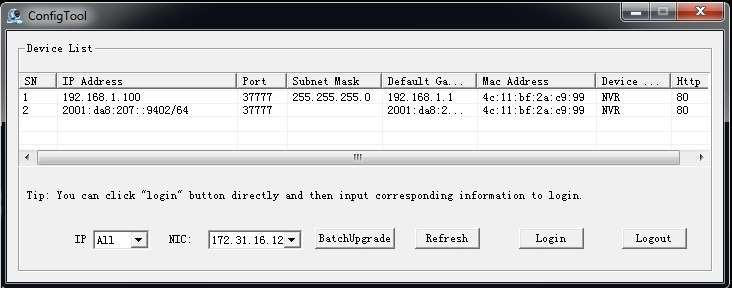 ConfigTool
Device List
SN IP Address Port Subnet Mask Default Ga... Mac Address Device ... Http
1 192.168.1.100 37777 255.255.255.0 192.168.1.1 4c:11:bf:2a:c9:99 NVR 80
2 2001:da8:207::9402/64 37777 2001:da8:2... 4c:11:bf:2a:c9:99 NVR 80
Tip: You can click "login" button directly and then input corresponding information to login.
IP All NIC: 172.31.16.12 BatchUpgrade Refresh Login Logout